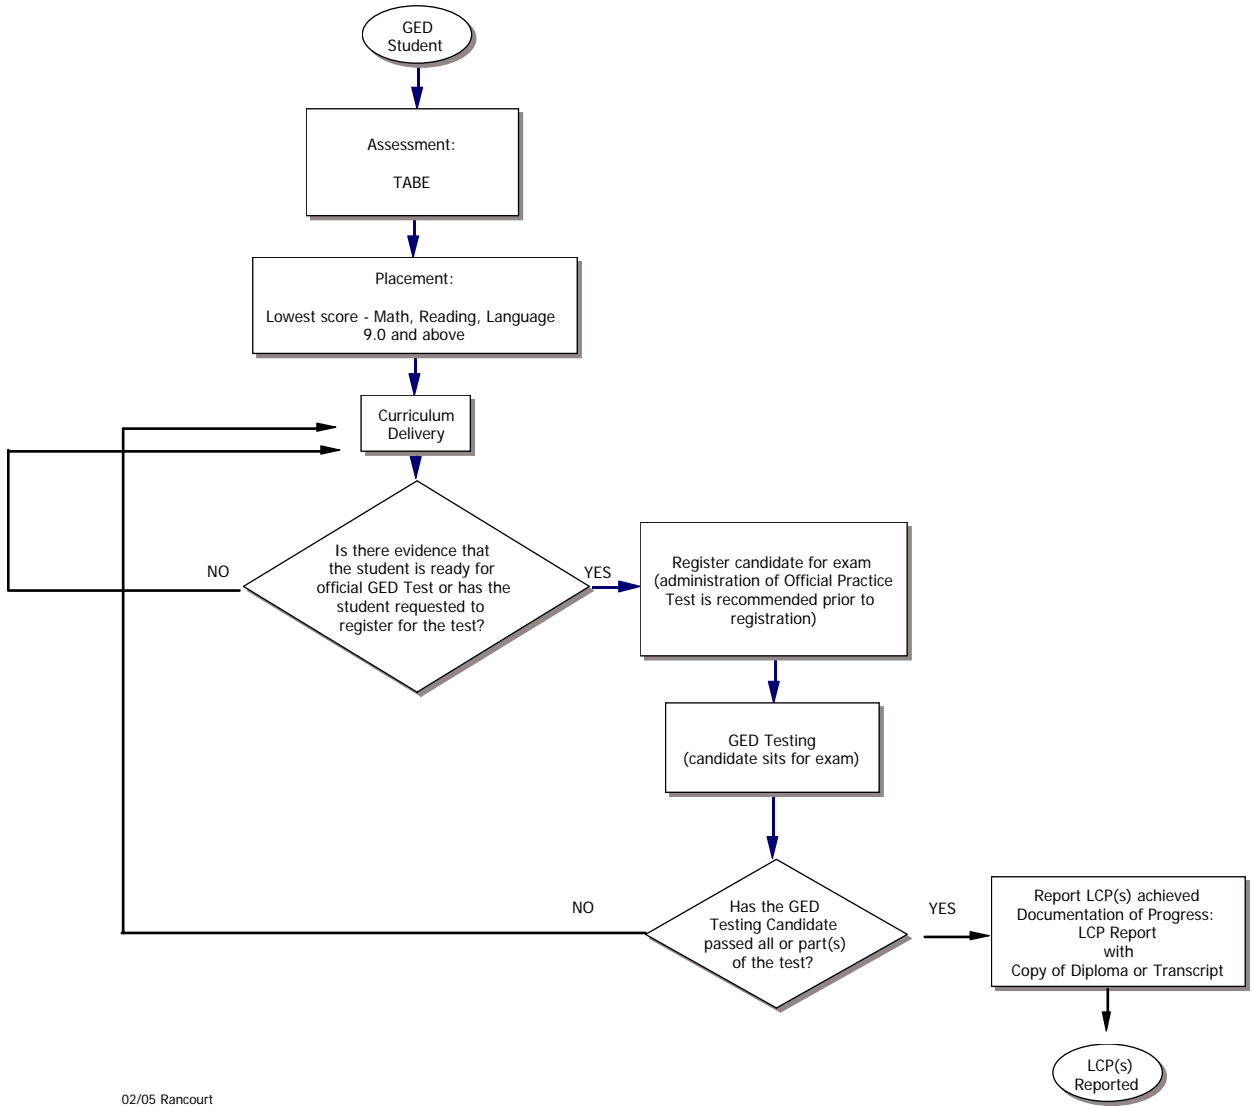 GED
Student
Assessment:
TABE
Placement:
Lowest score - Math, Reading, Language
9.0 and above
Curriculum
Delivery
Is there evidence that
the student is ready for
official GED Test or has the
student requested to
register for the test?
NO
YES
Register candidate for exam
(administration of Official Practice
Test is recommended prior to
registration)
GED Testing
(candidate sits for exam)
Has the GED
Testing Candidate
passed all or part(s)
of the test?
NO
YES
Report LCP(s) achieved
Documentation of Progress:
LCP Report
with
Copy of Diploma or Transcript
LCP(s)
Reported
02/05 Rancourt